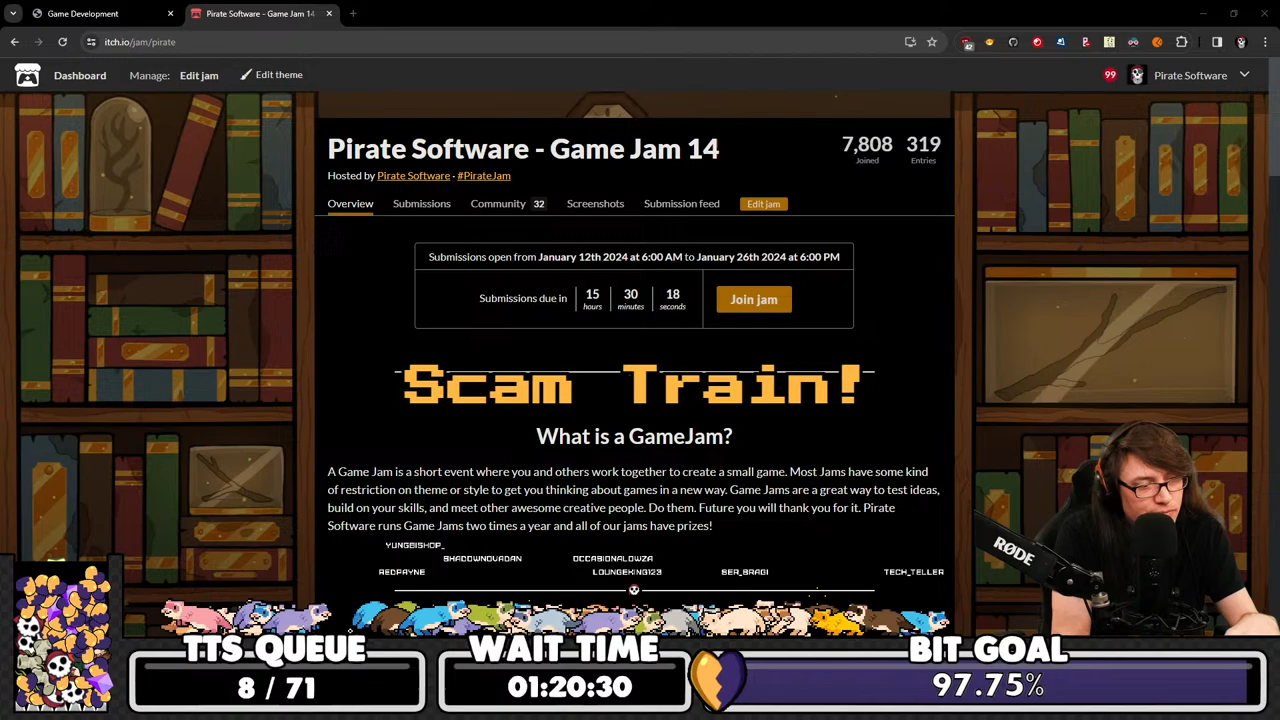 Game Development
Pirate Software - Game Jam 14
itch.io/jam/pirate
42
Dashboard
Manage:
Edit jam
Edit theme
99
Pirate Software
Pirate Software - Game Jam 14
7,808
Joined
319
Entries
Hosted by Pirate Software · #PirateJam
Overview
Submissions
Community 32
Screenshots
Submission feed
Edit jam
Submissions open from January 12th 2024 at 6:00 AM to January 26th 2024 at 6:00 PM
Submissions due in
15
hours
30
minutes
18
seconds
Join jam
Scam Train!
What is a GameJam?
A Game Jam is a short event where you and others work together to create a small game. Most Jams have some kind
of restriction on theme or style to get you thinking about games in a new way. Game Jams are a great way to test ideas,
build on your skills, and meet other awesome creative people. Do them. Future you will thank you for it. Pirate
Software runs Game Jams two times a year and all of our jams have prizes!
YUNGBISHOP_
SHADOWNOVADAN
OCCASIONALOWZA
REDPAYNE
LOUNGEKING123
SER_BRAGI
TECH_TELLER
RØDE
TTS QUEUE
8 / 71
WAIT TIME
01:20:30
BIT GOAL
97.75%